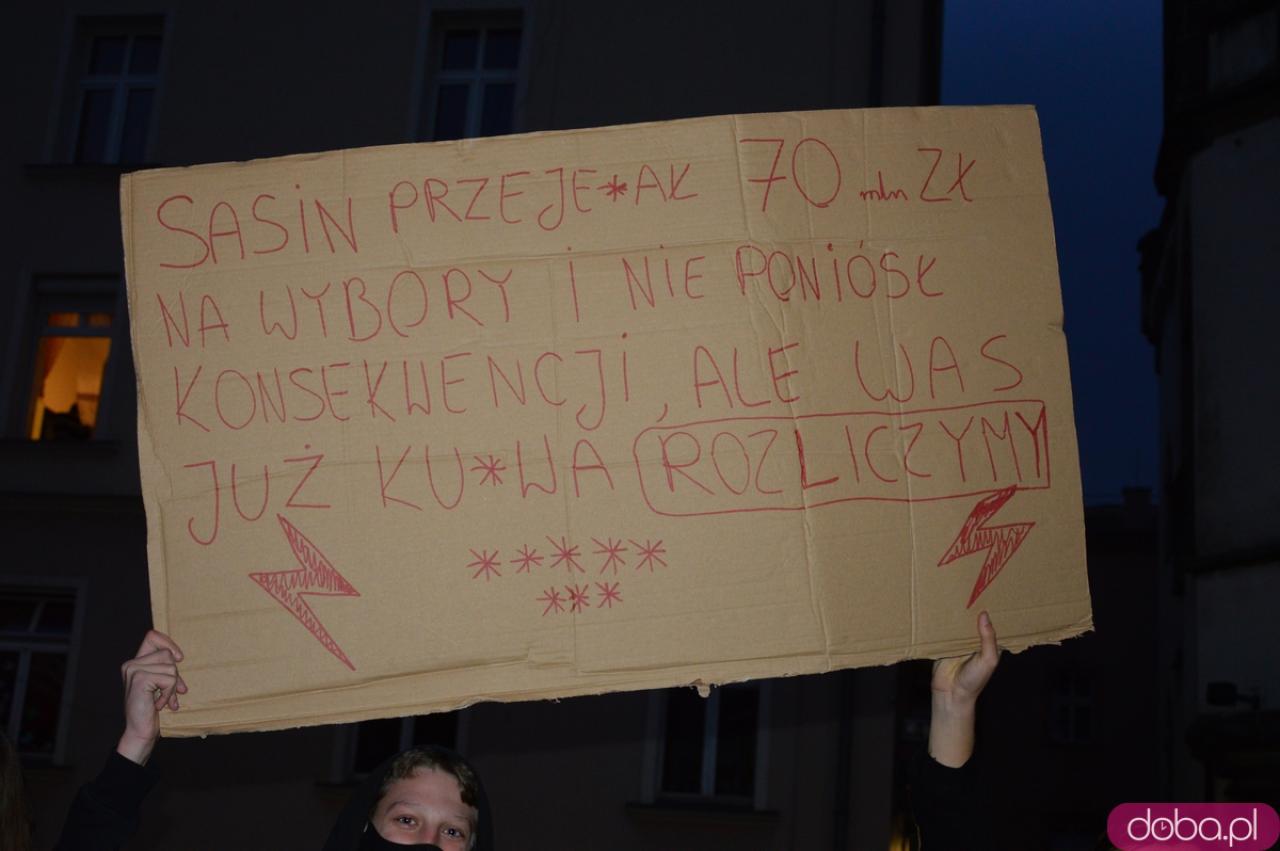 SASiN PRZEJE*AŁ 70 mln ZŁ
NA WYBORY i NiE PONiÓSŁ
KONSEKWENCJi, ALE WAS
JUŻ KU*WA ROZLICZYMY
*****
***
doba.pl